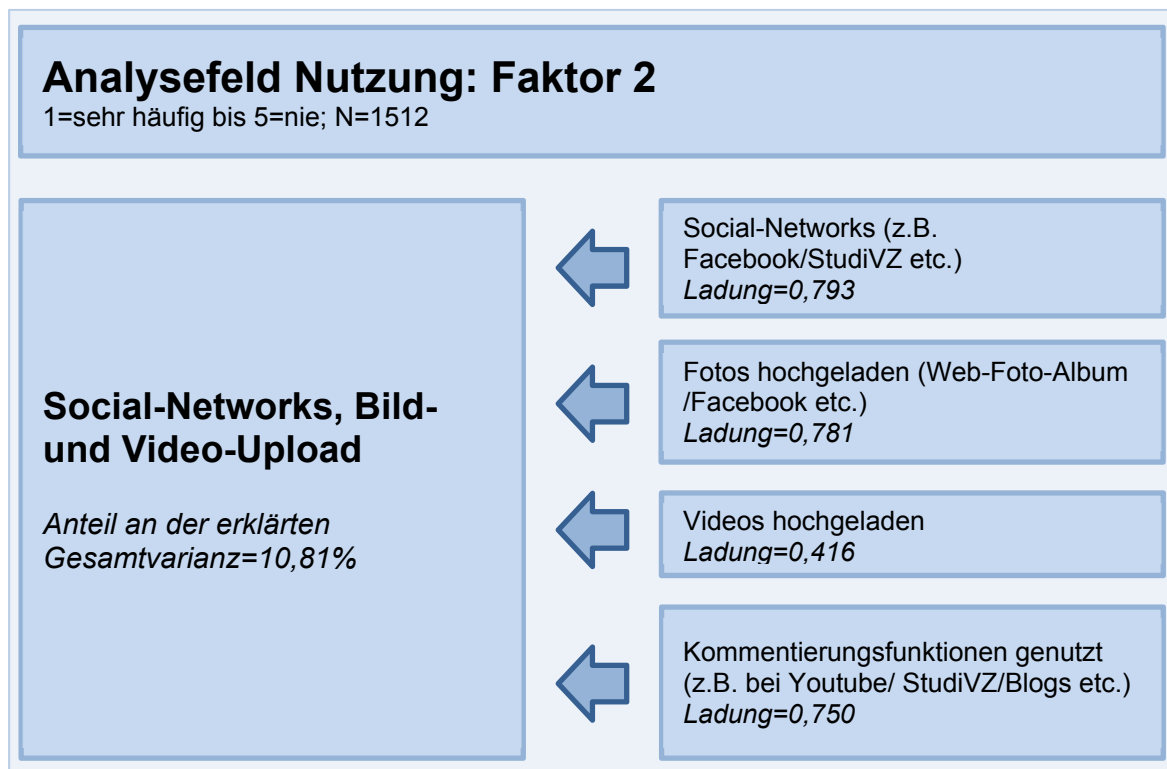 Analysefeld Nutzung: Faktor 2
1=sehr häufig bis 5=nie; N=1512
Social-Networks, Bild-
und Video-Upload
Anteil an der erklärten
Gesamtvarianz=10,81%
Social-Networks (z.B.
Facebook/StudiVZ etc.)
Ladung=0,793
Fotos hochgeladen (Web-Foto-Album
/Facebook etc.)
Ladung=0,781
Videos hochgeladen
Ladung=0,416
Kommentierungsfunktionen genutzt
(z.B. bei Youtube/ StudiVZ/Blogs etc.)
Ladung=0,750